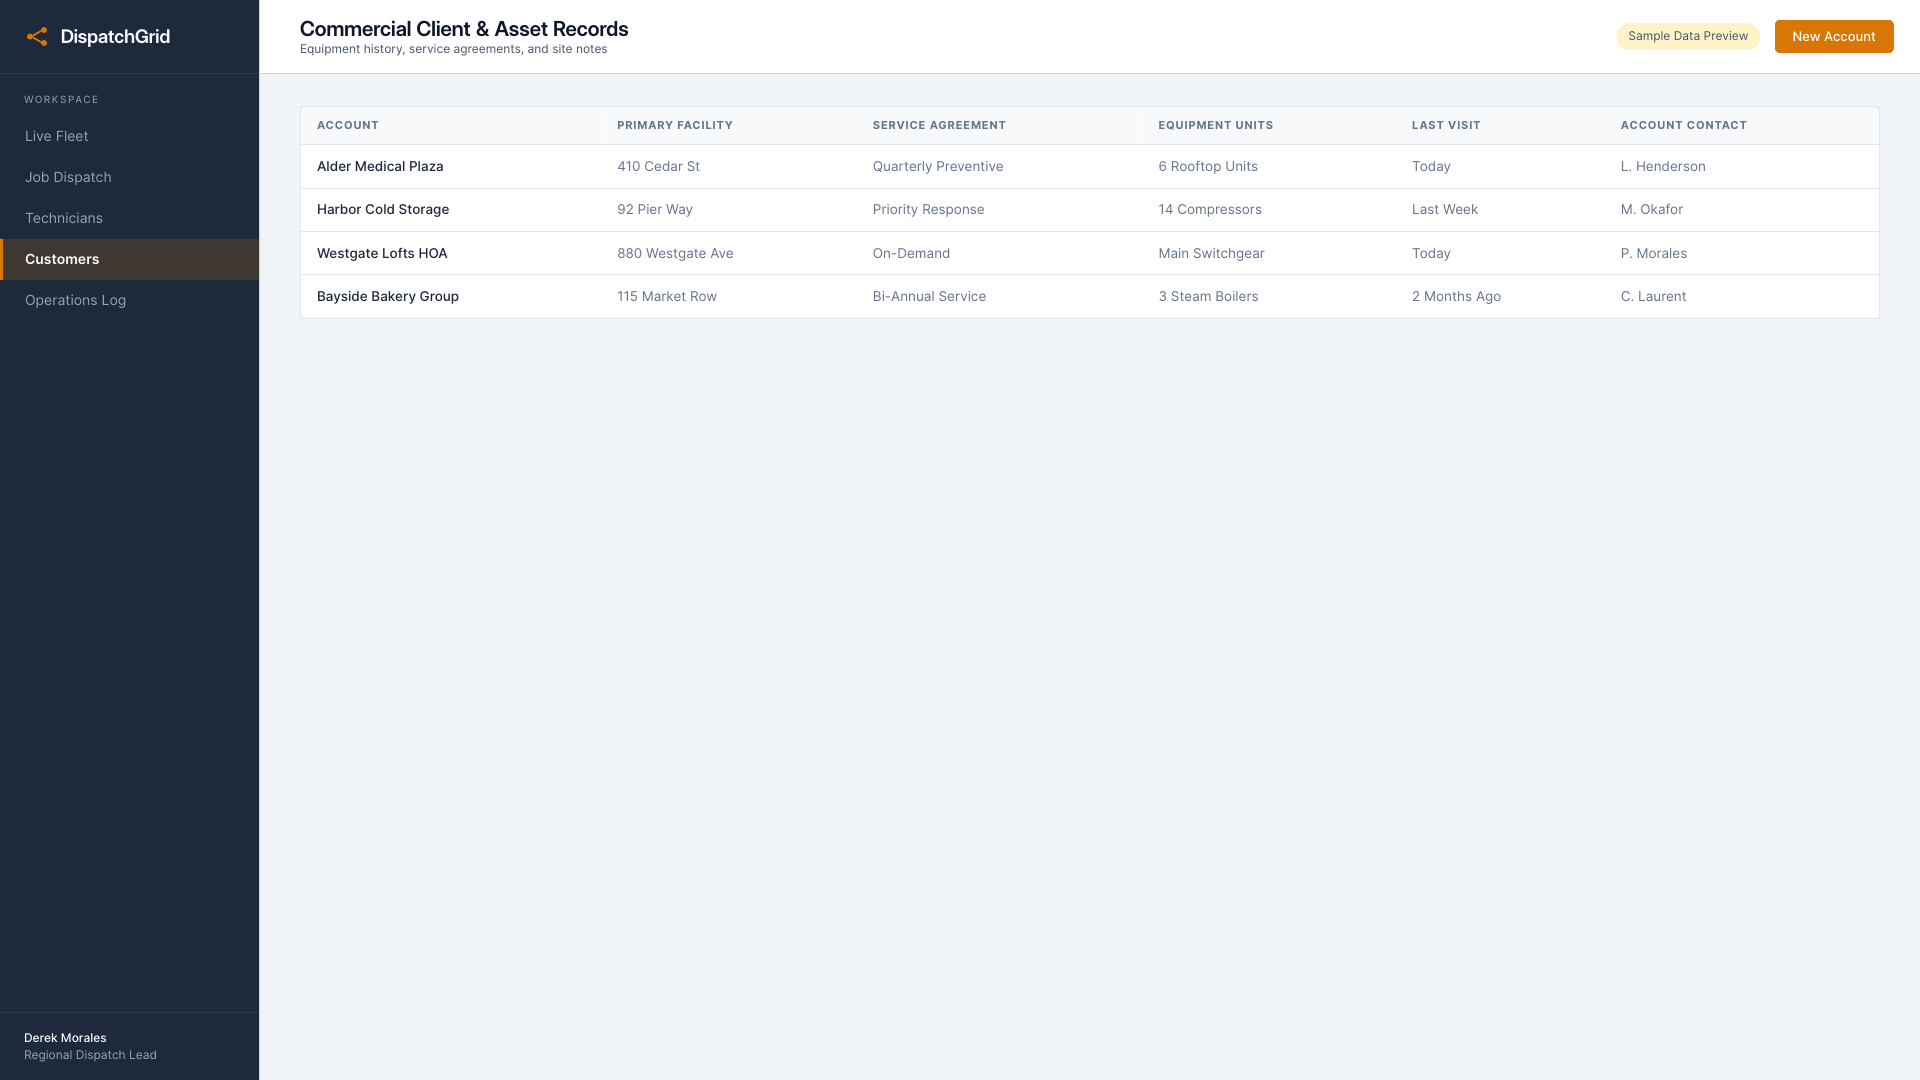 DispatchGrid
WORKSPACE
Live Fleet
Job Dispatch
Technicians
Customers
Operations Log
Derek Morales
Regional Dispatch Lead
Commercial Client & Asset Records
Equipment history, service agreements, and site notes
Sample Data Preview
New Account
ACCOUNT PRIMARY FACILITY SERVICE AGREEMENT EQUIPMENT UNITS LAST VISIT ACCOUNT CONTACT
Alder Medical Plaza 410 Cedar St Quarterly Preventive 6 Rooftop Units Today L. Henderson
Harbor Cold Storage 92 Pier Way Priority Response 14 Compressors Last Week M. Okafor
Westgate Lofts HOA 880 Westgate Ave On-Demand Main Switchgear Today P. Morales
Bayside Bakery Group 115 Market Row Bi-Annual Service 3 Steam Boilers 2 Months Ago C. Laurent